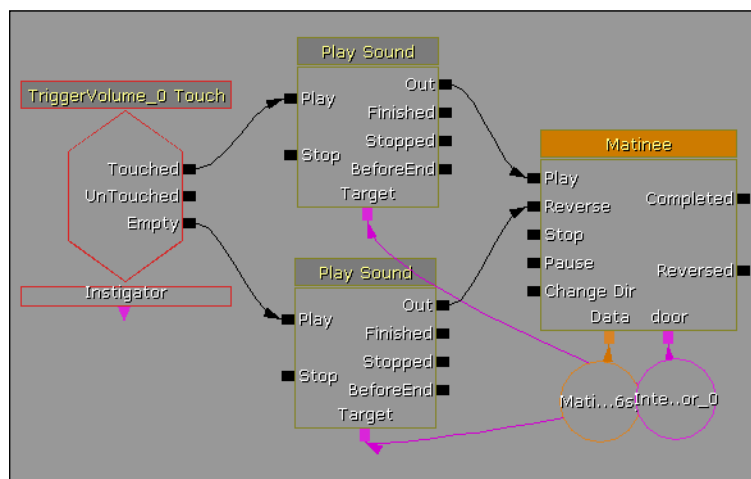 TriggerVolume_0 Touch
Touched
UnTouched
Empty
Instigator
Play Sound
Play
Stop
Out
Finished
Stopped
BeforeEnd
Target
Play Sound
Play
Stop
Out
Finished
Stopped
BeforeEnd
Target
Matinee
Play
Reverse
Stop
Pause
Change Dir
Completed
Reversed
Data door
Mati...6s
Inte..or_0